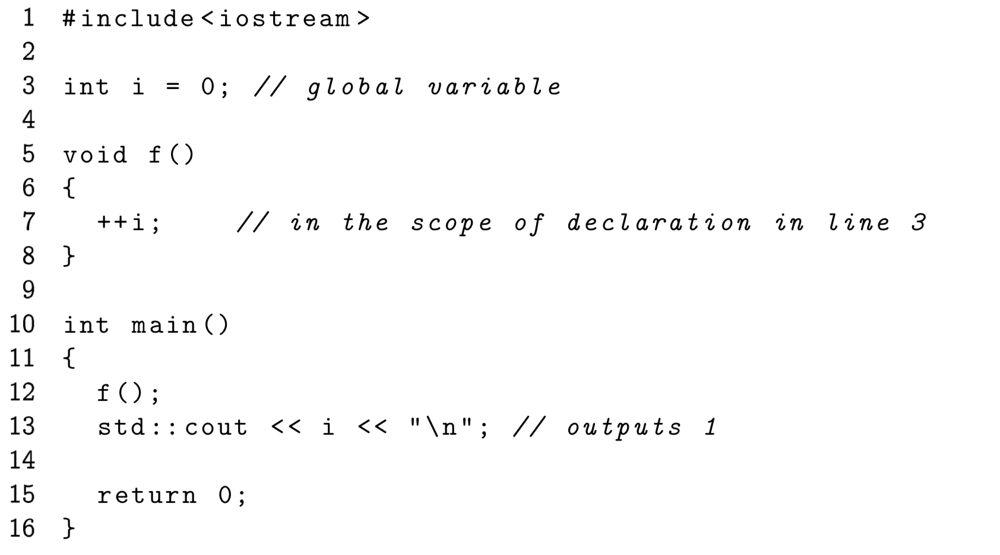 1 #include<iostream>
2
3 int i = 0; // global variable
4
5 void f()
6 {
7   ++i;    // in the scope of declaration in line 3
8 }
9
10 int main()
11 {
12   f();
13   std::cout << i << "\n"; // outputs 1
14
15   return 0;
16 }